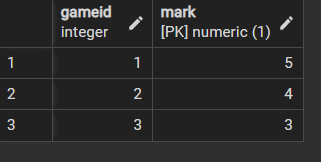 gameid mark
integer [PK] numeric (1)
1 1 5
2 2 4
3 3 3